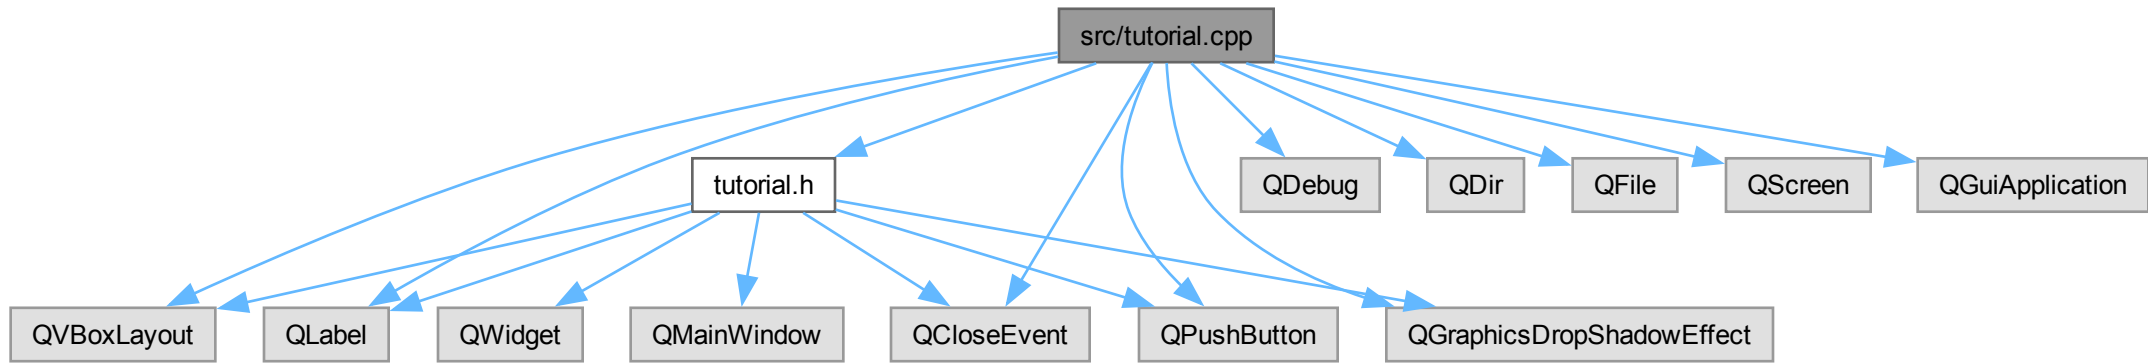 src/tutorial.cpp
tutorial.h
QDebug
QDir
QFile
QScreen
QGuiApplication
QVBoxLayout
QLabel
QWidget
QMainWindow
QCloseEvent
QPushButton
QGraphicsDropShadowEffect